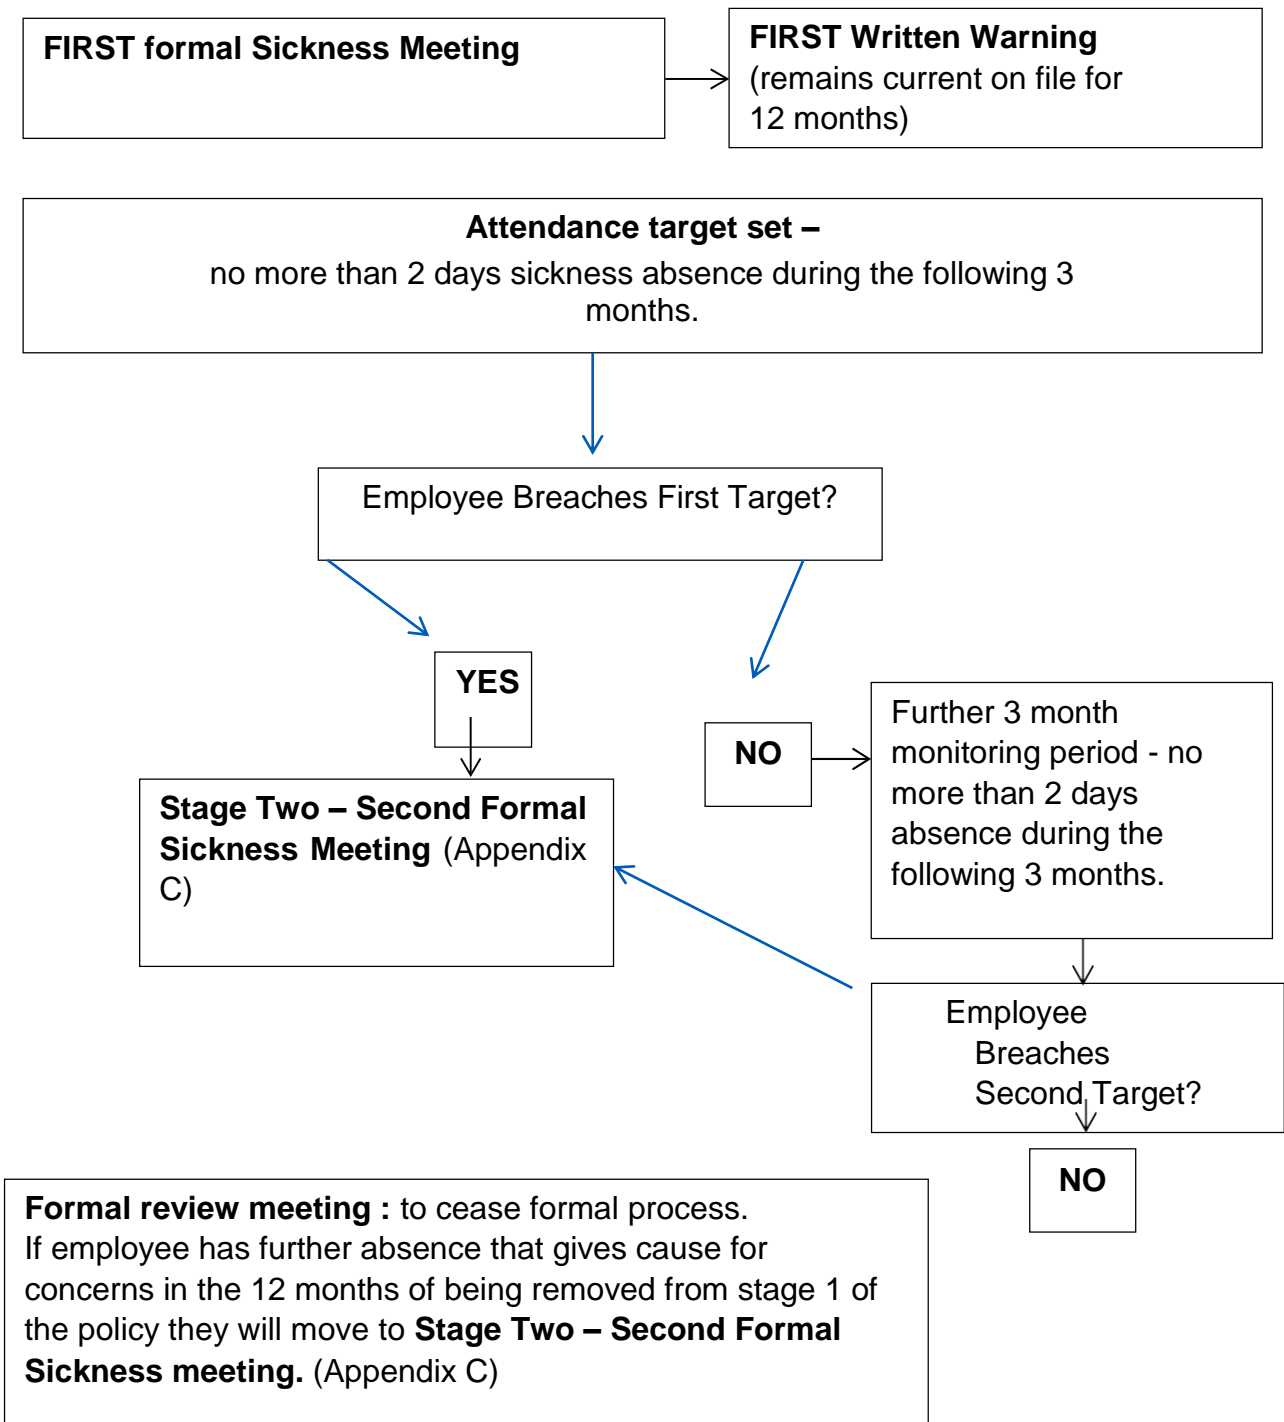 FIRST formal Sickness Meeting
FIRST Written Warning
(remains current on file for
12 months)
Attendance target set –
no more than 2 days sickness absence during the following 3
months.
Employee Breaches First Target?
YES
NO
Further 3 month
monitoring period - no
more than 2 days
absence during the
following 3 months.
Stage Two – Second Formal
Sickness Meeting (Appendix
C)
Employee
Breaches
Second Target?
NO
Formal review meeting : to cease formal process.
If employee has further absence that gives cause for
concerns in the 12 months of being removed from stage 1 of
the policy they will move to Stage Two – Second Formal
Sickness meeting. (Appendix C)